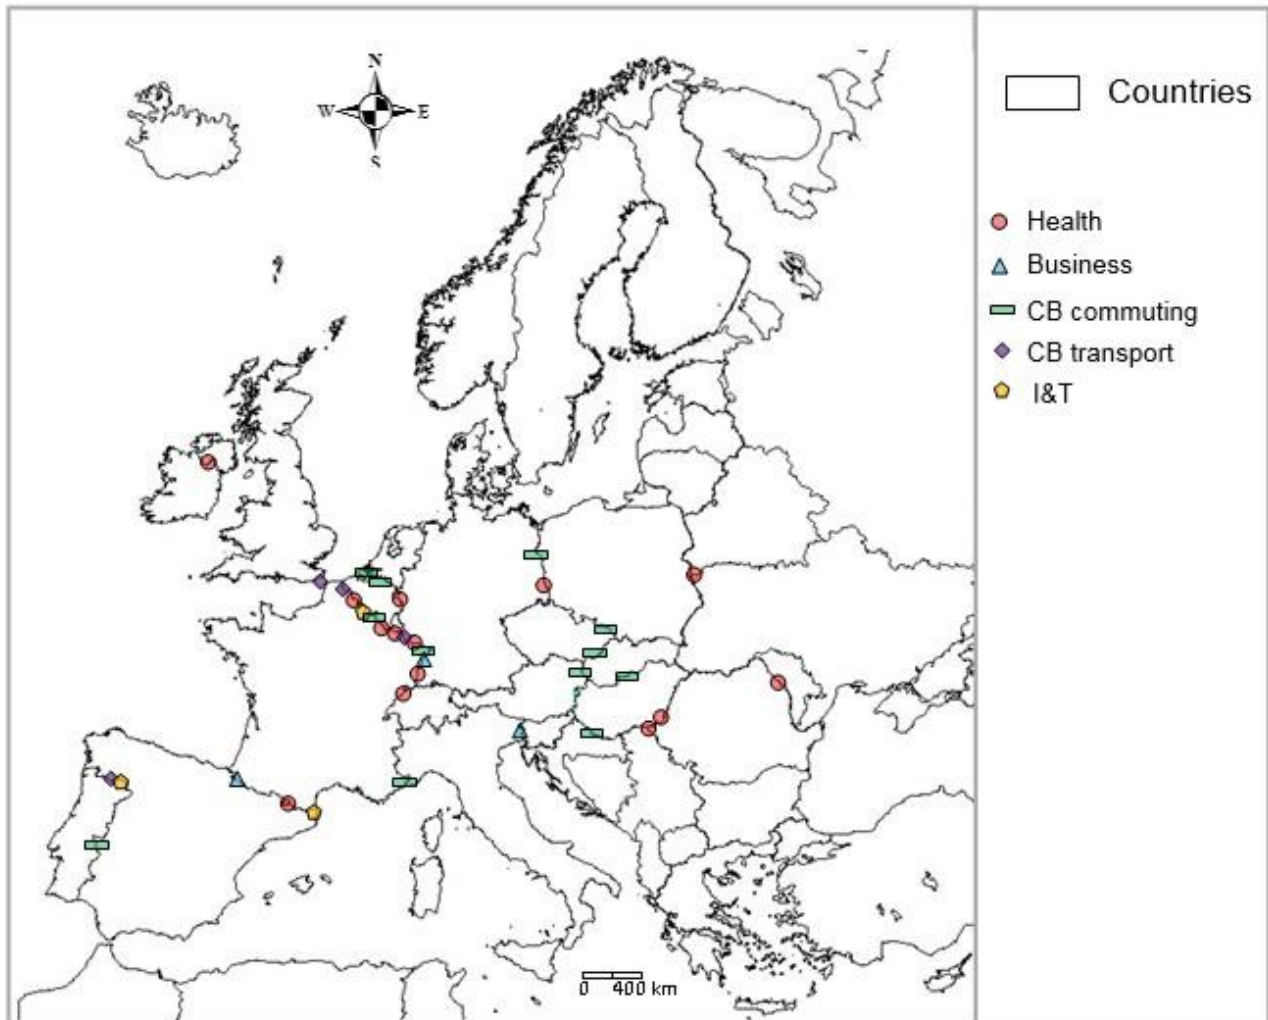 N
W E
S
Countries
Health
Business
CB commuting
CB transport
I&T
0 400 km